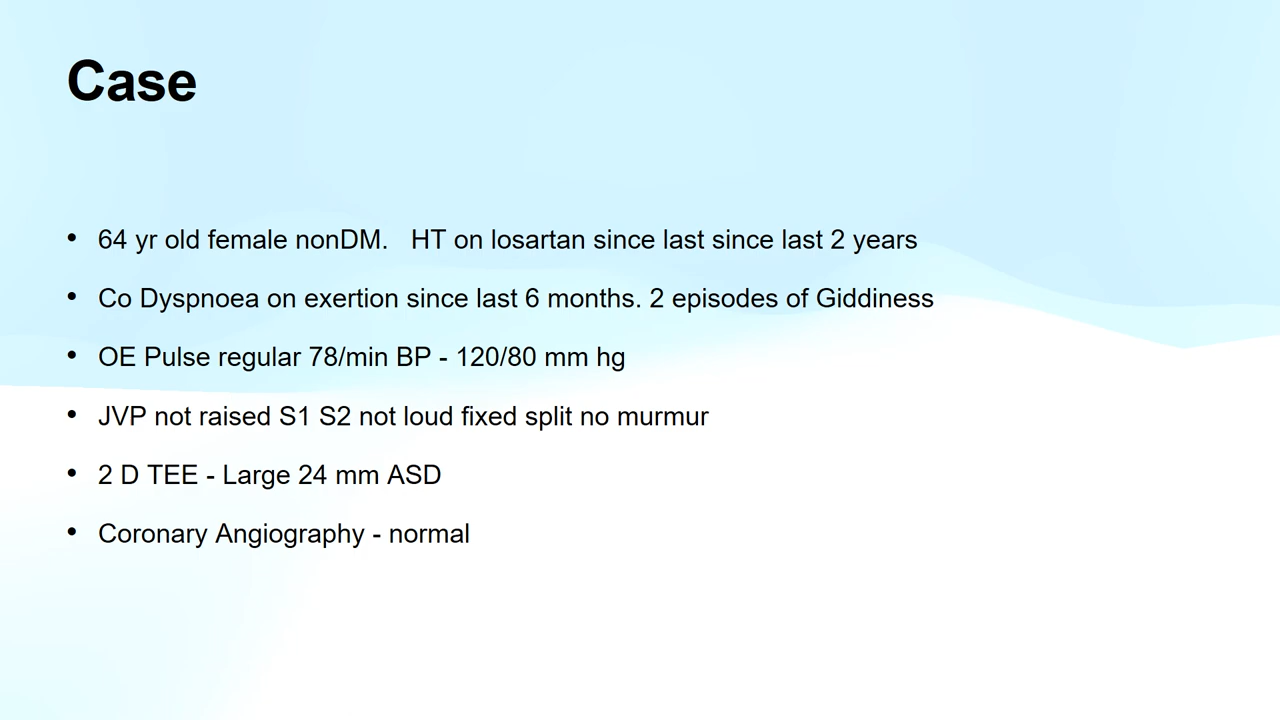 Case
• 64 yr old female nonDM.   HT on losartan since last since last 2 years
• Co Dyspnoea on exertion since last 6 months. 2 episodes of Giddiness
• OE Pulse regular 78/min BP - 120/80 mm hg
• JVP not raised S1 S2 not loud fixed split no murmur
• 2 D TEE - Large 24 mm ASD
• Coronary Angiography - normal